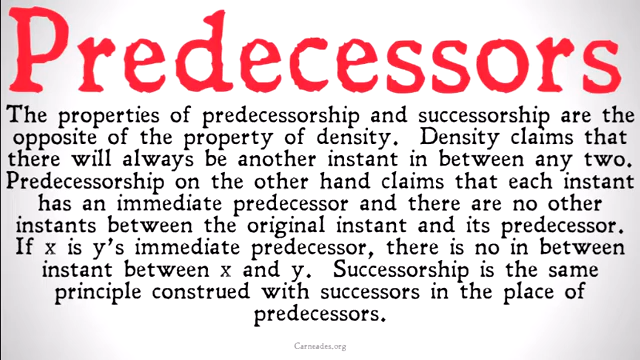 Predecessors
The properties of predecessorship and successorship are the
opposite of the property of density. Density claims that
there will always be another instant in between any two.
Predecessorship on the other hand claims that each instant
has an immediate predecessor and there are no other
instants between the original instant and its predecessor.
If x is y's immediate predecessor, there is no in between
instant between x and y. Successorship is the same
principle construed with successors in the place of
predecessors.
Carneades.org